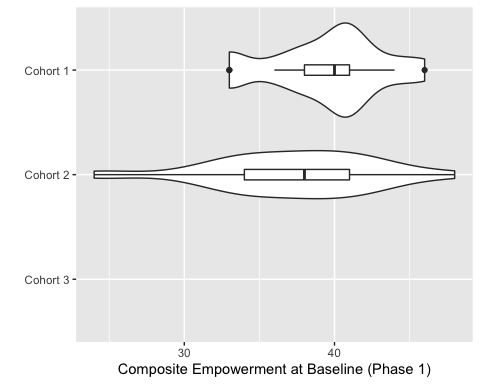 Cohort 1
Cohort 2
Cohort 3
30
40
Composite Empowerment at Baseline (Phase 1)